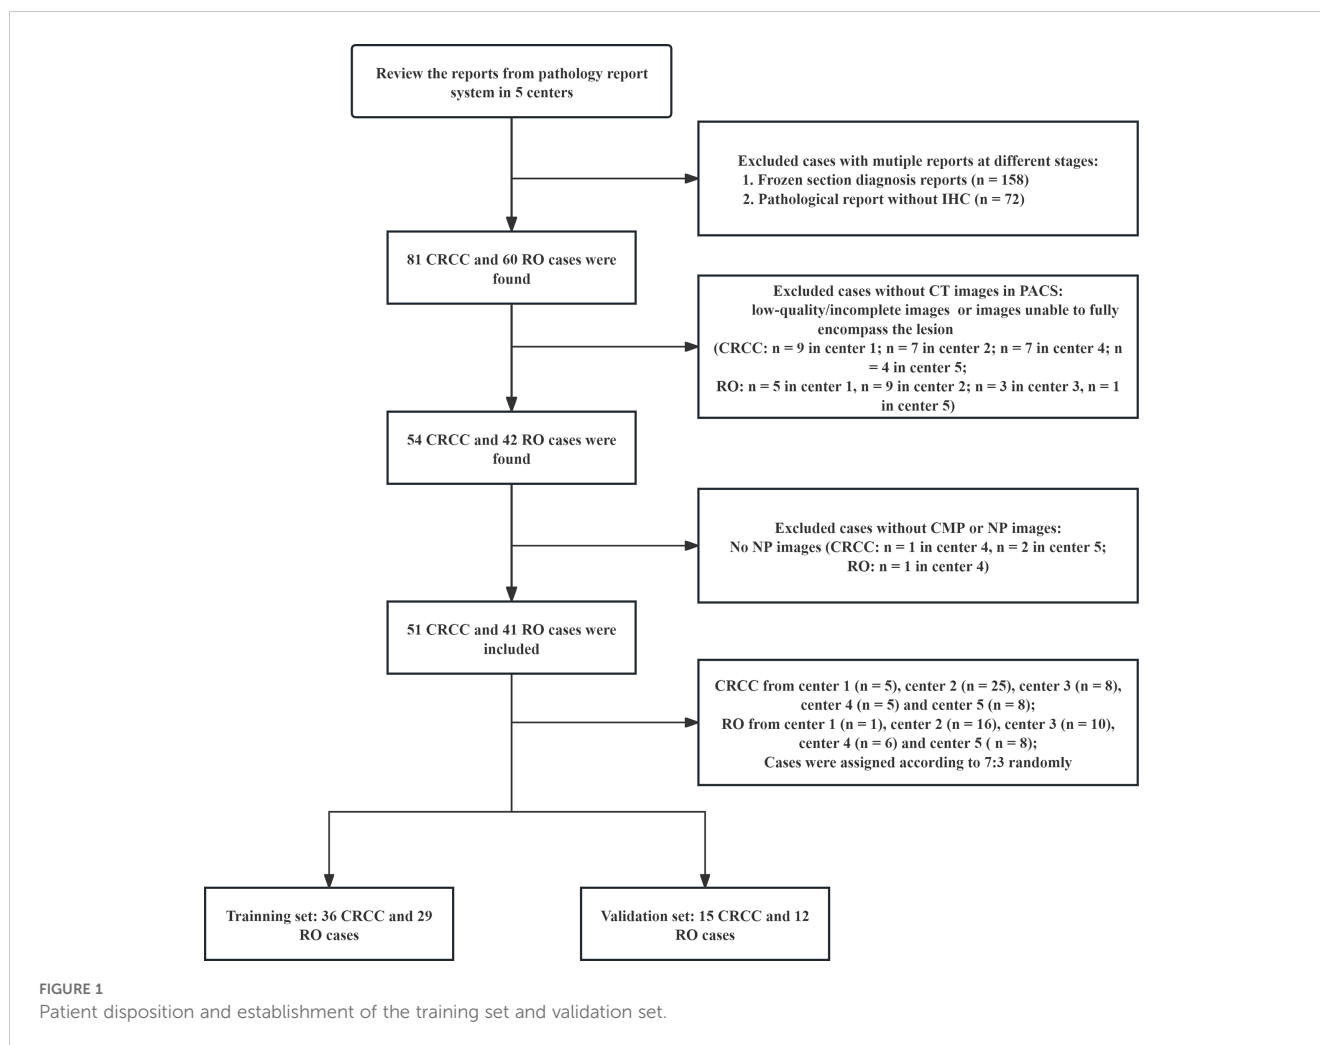 Review the reports from pathology report
system in 5 centers
Excluded cases with mutiple reports at different stages:
1. Frozen section diagnosis reports (n = 158)
2. Pathological report without IHC (n = 72)
81 CRCC and 60 RO cases were
found
Excluded cases without CT images in PACS:
low-quality/incomplete images  or images unable to fully
encompass the lesion
(CRCC: n = 9 in center 1; n = 7 in center 2; n = 7 in center 4; n
= 4 in center 5;
RO: n = 5 in center 1, n = 9 in center 2; n = 3 in center 3, n = 1
in center 5)
54 CRCC and 42 RO cases were
found
Excluded cases without CMP or NP images:
No NP images (CRCC: n = 1 in center 4, n = 2 in center 5;
RO: n = 1 in center 4)
51 CRCC and 41 RO cases were
included
CRCC from center 1 (n = 5), center 2 (n = 25), center 3 (n = 8),
center 4 (n = 5) and center 5 (n = 8);
RO from center 1 (n = 1), center 2 (n = 16), center 3 (n = 10),
center 4 (n = 6) and center 5 ( n = 8);
Cases were assigned according to 7:3 randomly
Trainning set: 36 CRCC and 29
RO cases
Validation set: 15 CRCC and 12
RO cases
FIGURE 1
Patient disposition and establishment of the training set and validation set.